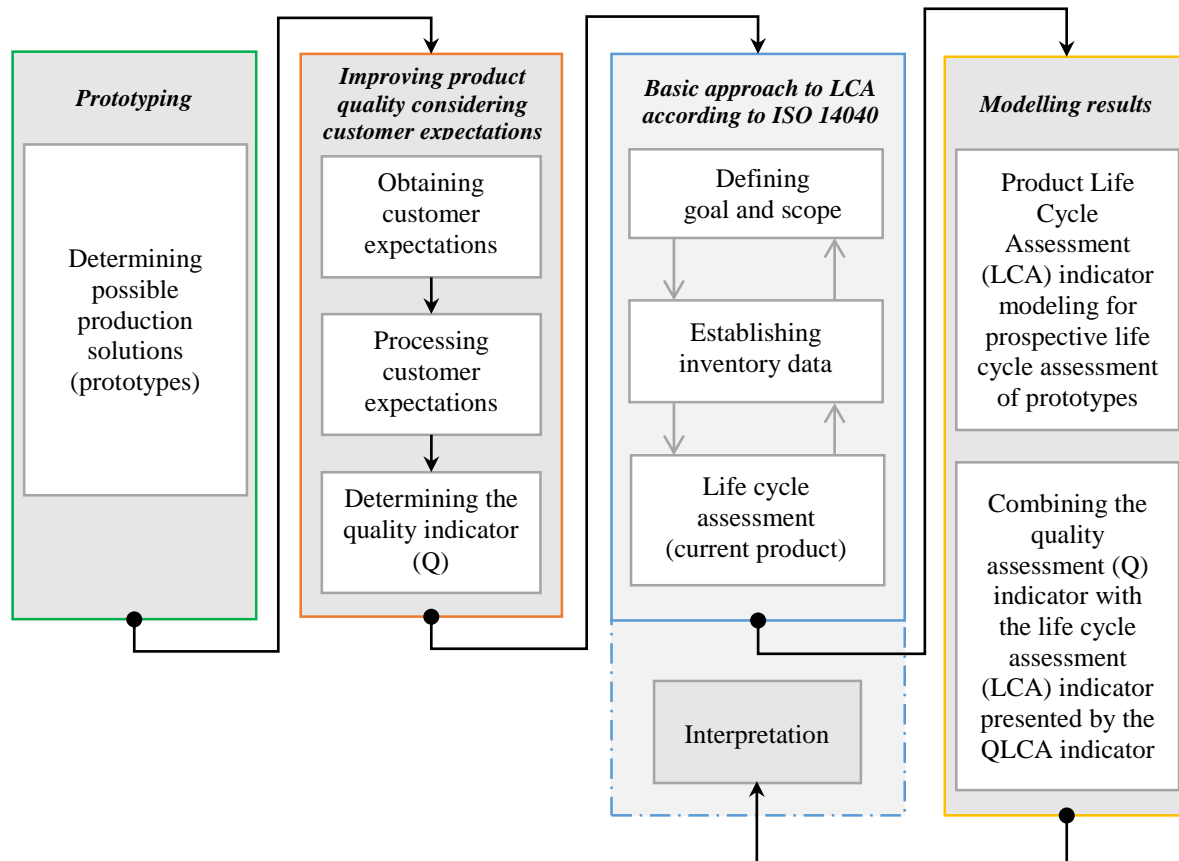 Prototyping
Determining
possible
production
solutions
(prototypes)
Improving product
quality considering
customer expectations
Obtaining
customer
expectations
Processing
customer
expectations
Determining the
quality indicator
(Q)
Basic approach to LCA
according to ISO 14040
Defining
goal and scope
Establishing
inventory data
Life cycle
assessment
(current product)
Interpretation
Modelling results
Product Life
Cycle
Assessment
(LCA) indicator
modeling for
prospective life
cycle assessment
of prototypes
Combining the
quality
assessment (Q)
indicator with
the life cycle
assessment
(LCA) indicator
presented by the
QLCA indicator